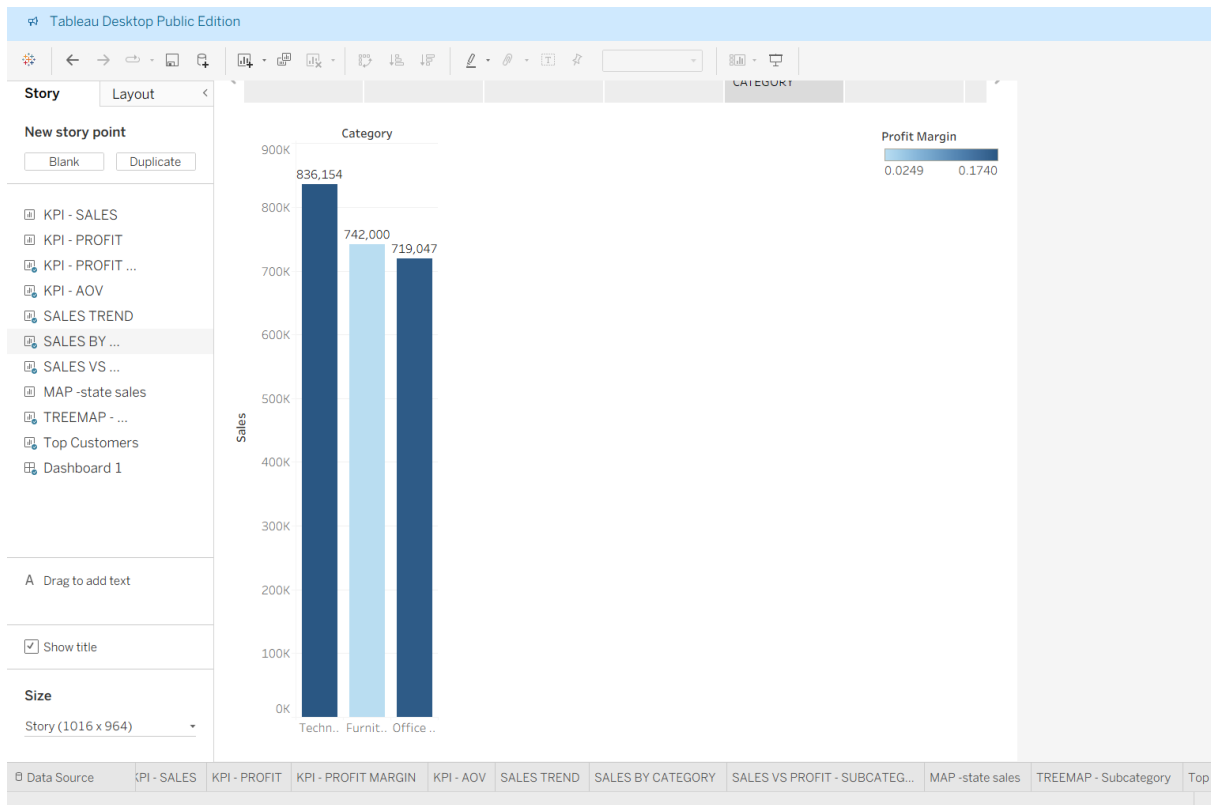 Tableau Desktop Public Edition
Story
Layout
CATEGORY
New story point
Blank
Duplicate
KPI - SALES
KPI - PROFIT
KPI - PROFIT ...
KPI - AOV
SALES TREND
SALES BY ...
SALES VS ...
MAP -state sales
TREEMAP - ...
Top Customers
Dashboard 1
A Drag to add text
Show title
Size
Story (1016 x 964)
Category
900K
800K
700K
600K
500K
400K
300K
200K
100K
0K
Sales
836,154
742,000
719,047
Techn..
Furnit..
Office ..
Profit Margin
0.0249
0.1740
Data Source
KPI - SALES
KPI - PROFIT
KPI - PROFIT MARGIN
KPI - AOV
SALES TREND
SALES BY CATEGORY
SALES VS PROFIT - SUBCATEG...
MAP -state sales
TREEMAP - Subcategory
Top